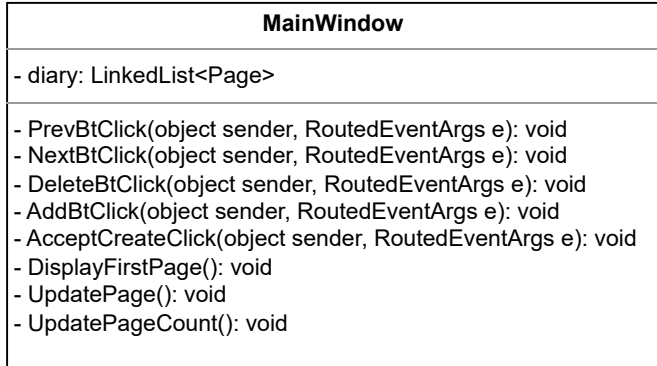 MainWindow
- diary: LinkedList<Page>
- PrevBtClick(object sender, RoutedEventArgs e): void
- NextBtClick(object sender, RoutedEventArgs e): void
- DeleteBtClick(object sender, RoutedEventArgs e): void
- AddBtClick(object sender, RoutedEventArgs e): void
- AcceptCreateClick(object sender, RoutedEventArgs e): void
- DisplayFirstPage(): void
- UpdatePage(): void
- UpdatePageCount(): void